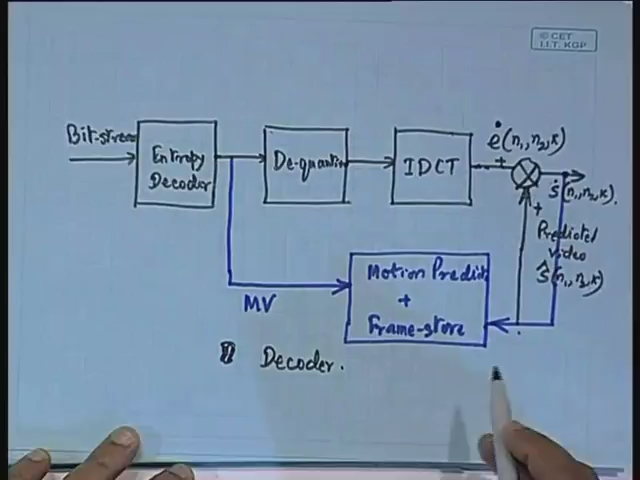 © CET
I.I.T. KGP
Bit-stream
Entropy
Decoder
De-quanti
IDCT
ė(n₁,n₂,k)
+
ṡ(n₁,n₂,k).
+
Predicted
video
ŝ(n₁,n₂,k)
MV
Motion Predict
+
Frame-store
Decoder.